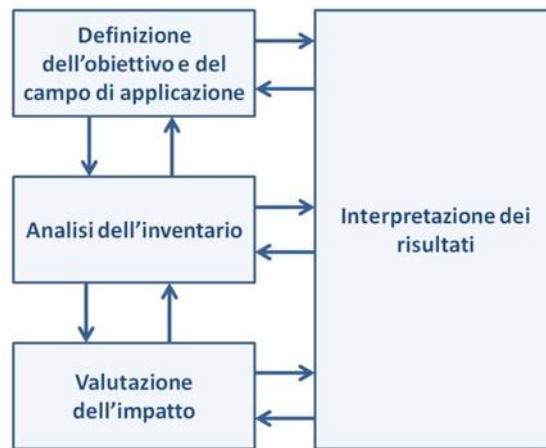 Definizione
dell'obiettivo e del
campo di applicazione
Analisi dell'inventario
Valutazione
dell'impatto
Interpretazione dei
risultati